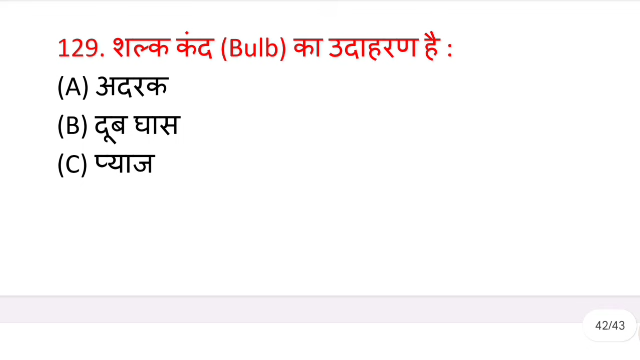 129. शल्क कंद (Bulb) का उदाहरण है :
(A) अदरक
(B) दूब घास
(C) प्याज
42/43